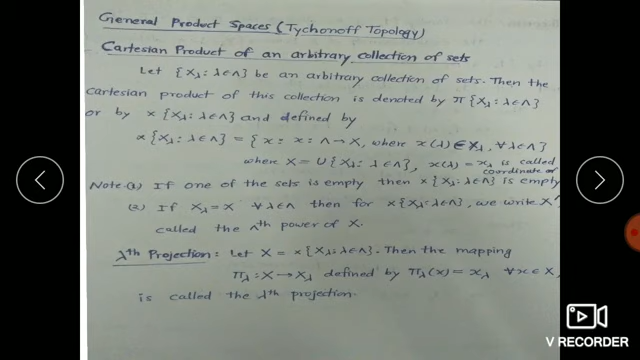 General Product Spaces (Tychonoff Topology)
Cartesian Product of an arbitrary collection of sets
Let {Xλ : λ∈Λ} be an arbitrary collection of sets. Then the
Cartesian product of this collection is denoted by π{Xλ : λ∈Λ}
or by ×{Xλ : λ∈Λ} and defined by
×{Xλ : λ∈Λ} = {x : x : Λ→X, where x(λ)∈Xλ, ∀λ∈Λ}
where X = U{Xλ : λ∈Λ}, x(λ) = xλ is called
coordinate of
Note-(1) If one of the sets is empty then ×{Xλ : λ∈Λ} is empty
(2) If Xλ = X ∀λ∈Λ then for ×{Xλ : λ∈Λ}, we write X^
called the Λth power of X.
λth Projection: Let X = ×{Xλ : λ∈Λ}. Then the mapping
πλ : X→Xλ defined by πλ(x) = xλ ∀x∈X,
is called the λth projection.
V RECORDER